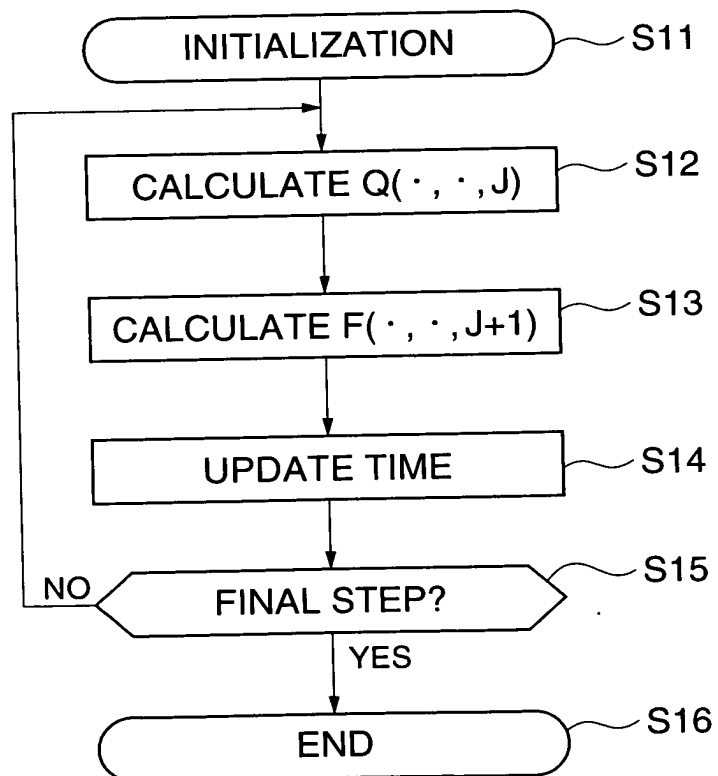 INITIALIZATION S11
CALCULATE Q(·, ·, J) S12
CALCULATE F(·, ·, J+1) S13
UPDATE TIME S14
FINAL STEP? S15
NO
YES
END S16